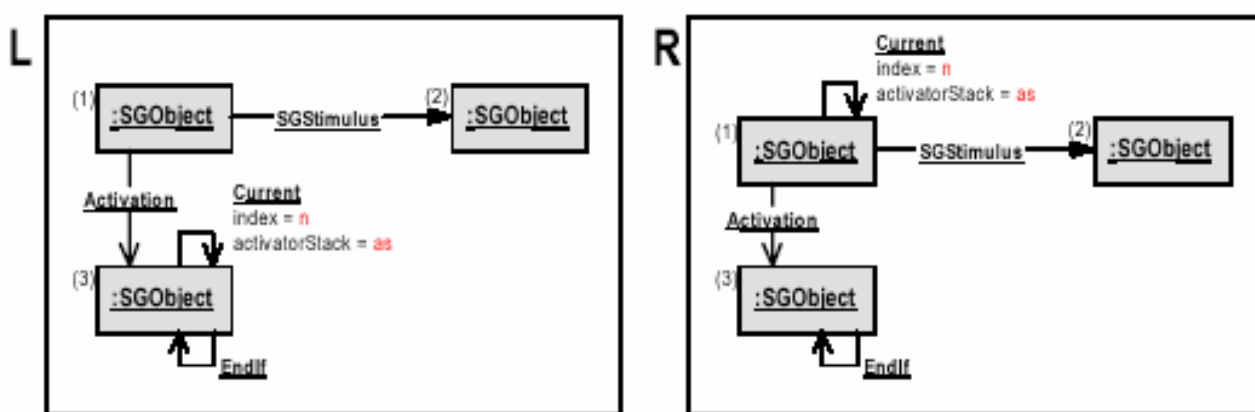 L
(1)
:SGObject
SGStimulus
(2)
:SGObject
Activation
Current
index = n
activatorStack = as
(3)
:SGObject
EndIf
R
Current
index = n
activatorStack = as
(1)
:SGObject
SGStimulus
(2)
:SGObject
Activation
(3)
:SGObject
EndIf